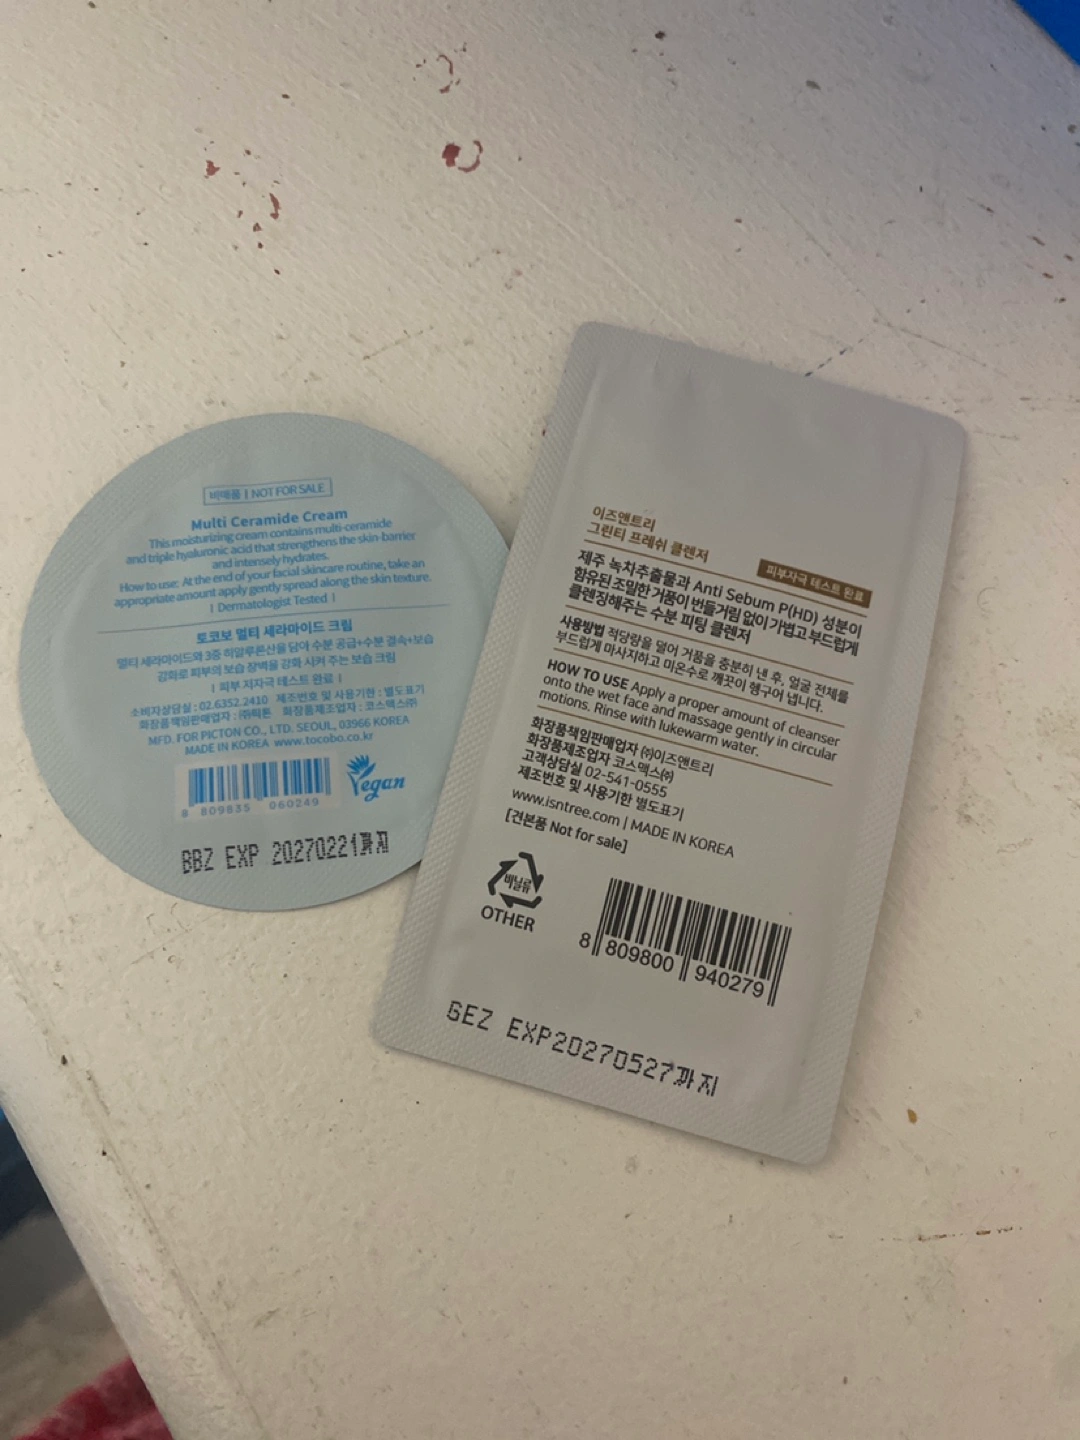 비매품 | NOT FOR SALE
Multi Ceramide Cream
This moisturizing cream contains multi-ceramide
and triple hyaluronic acid that strengthens the skin-barrier
and intensely hydrates.
How to use: At the end of your facial skincare routine, take an
appropriate amount apply gently spread along the skin texture.
| Dermatologist Tested |
토코보 멀티 세라마이드 크림
멀티 세라마이드와 3중 히알루론산을 담아 수분 공급+수분 결속+보습
강화로 피부의 보습 장벽을 강화 시켜 주는 보습 크림
| 피부 저자극 테스트 완료 |
소비자상담실 : 02.6352.2410 제조번호 및 사용기한 : 별도표기
화장품책임판매업자 : ㈜픽톤 화장품제조업자 : 코스맥스㈜
MFD. FOR PICTON CO., LTD. SEOUL, 03966 KOREA
MADE IN KOREA www.tocobo.co.kr
Vegan
8 809835 060249
BBZ EXP 20270221까지
이즈앤트리
그린티 프레쉬 클렌저
피부자극 테스트 완료
제주 녹차추출물과 Anti Sebum P(HD) 성분이
함유된 조밀한 거품이 번들거림 없이 가볍고 부드럽게
클렌징해주는 수분 피팅 클렌저
사용방법 적당량을 덜어 거품을 충분히 낸 후, 얼굴 전체를
부드럽게 마사지하고 미온수로 깨끗이 헹구어 냅니다.
HOW TO USE Apply a proper amount of cleanser
onto the wet face and massage gently in circular
motions. Rinse with lukewarm water.
화장품책임판매업자 ㈜이즈앤트리
화장품제조업자 코스맥스㈜
고객상담실 02-541-0555
제조번호 및 사용기한 별도표기
www.isntree.com | MADE IN KOREA
[견본품 Not for sale]
비닐류
OTHER
8 809800 940279
GEZ EXP20270527까지